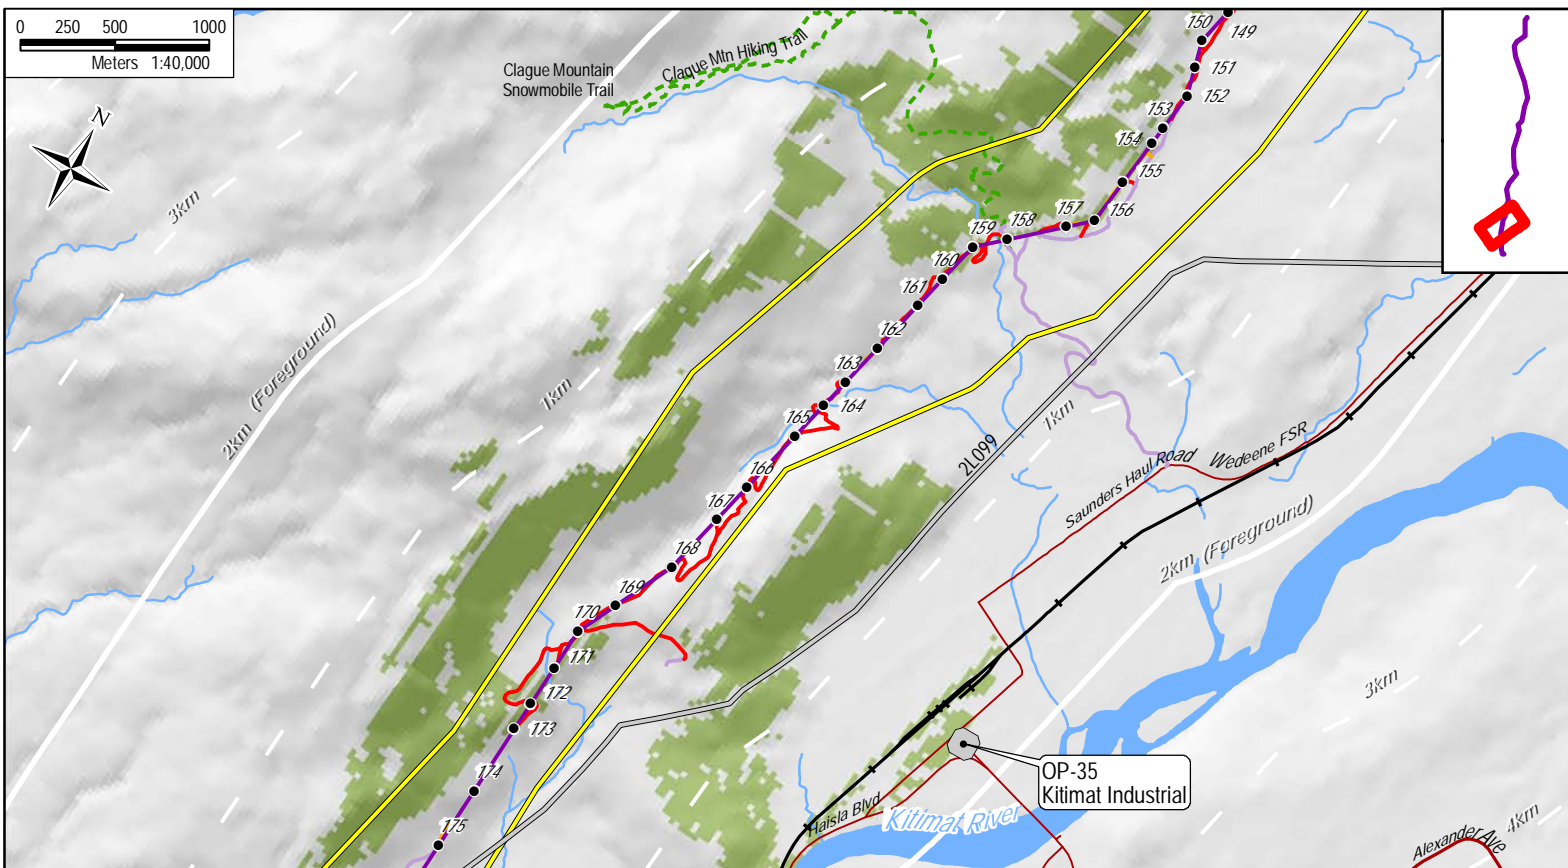 0 250 500 1000
Meters 1:40,000
N
Clague Mountain
Snowmobile Trail
Clague Mtn Hiking Trail
150
149
151
152
153
154
155
156
157
158
159
160
161
162
163
164
165
166
167
168
169
170
171
172
173
174
175
3km
2km (Foreground)
1km
2L099
1km
Saunders Haul Road
Wedeene FSR
2km (Foreground)
3km
4km
OP-35
Kitimat Industrial
Haisla Blvd
Kitimat River
Alexander Ave